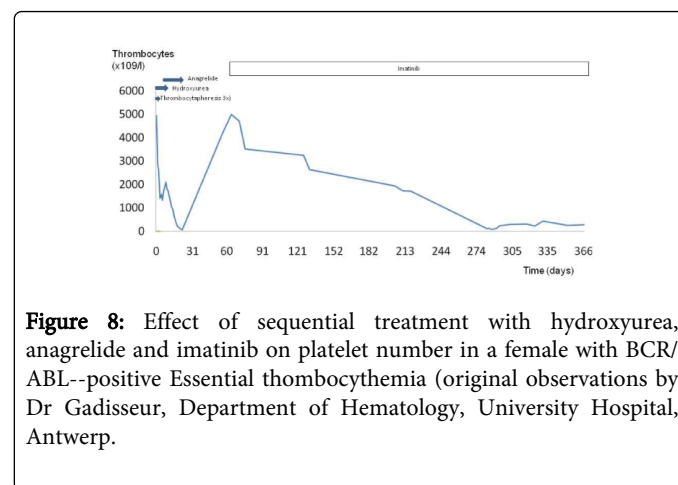 Thrombocytes
(x109/l)
Imatinib
Anagrelide
Hydroxyurea
Thrombocytapheresis 3x)
6000
5000
4000
3000
2000
1000
0
0 31 60 91 121 152 182 213 244 274 305 335 366
Time (days)
Figure 8: Effect of sequential treatment with hydroxyurea,
anagrelide and imatinib on platelet number in a female with BCR/
ABL--positive Essential thrombocythemia (original observations by
Dr Gadisseur, Department of Hematology, University Hospital,
Antwerp.